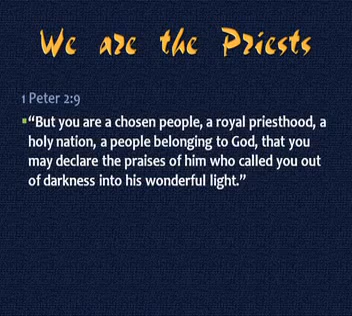 We are the Priests
1 Peter 2:9
“But you are a chosen people, a royal priesthood, a
holy nation, a people belonging to God, that you
may declare the praises of him who called you out
of darkness into his wonderful light.”